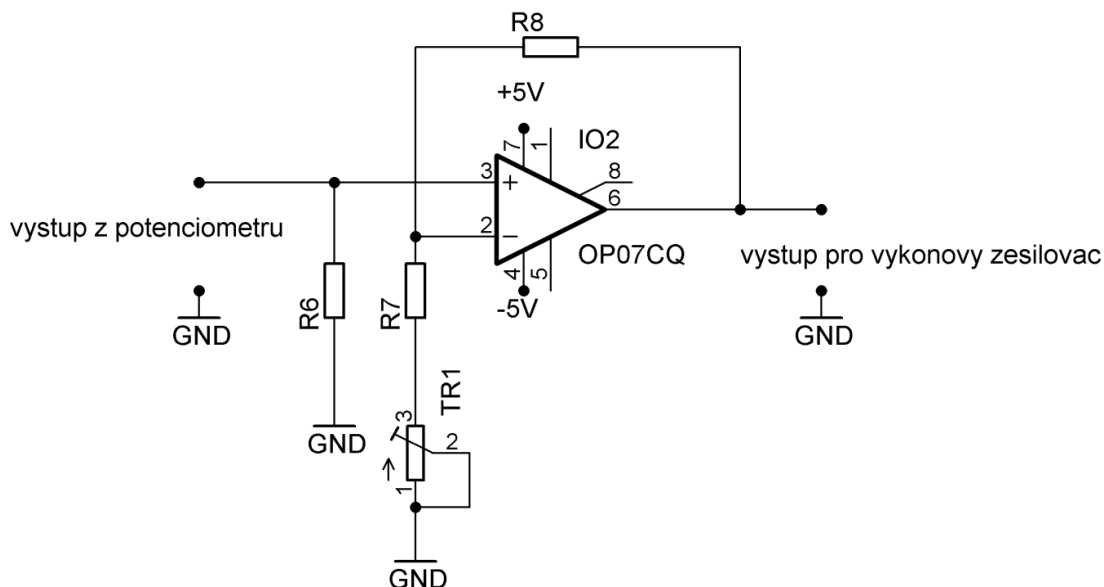 R8
+5V
7
1
IO2
8
3
+
6
vystup z potenciometru
2
−
OP07CQ
vystup pro vykonovy zesilovac
4
5
-5V
R6
R7
GND
GND
TR1
3
GND
2
1
GND